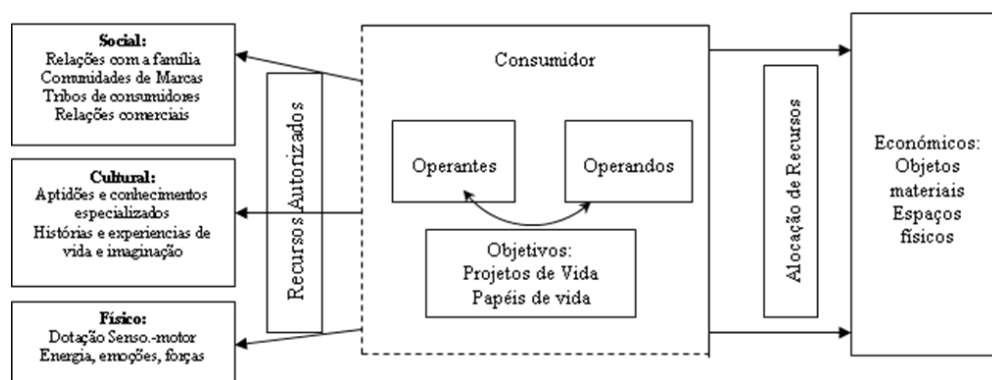 Social:
Relações com a família
Comunidades de Marcas
Tribos de consumidores
Relações comerciais
Cultural:
Aptidões e conhecimentos
especializados
Histórias e experiencias de
vida e imaginação
Físico:
Dotação Senso.-motor
Energia, emoções, forças
Recursos Autorizados
Consumidor
Operantes
Operandos
Objetivos:
Projetos de Vida
Papéis de vida
Alocação de Recursos
Económicos:
Objetos
materiais
Espaços
físicos